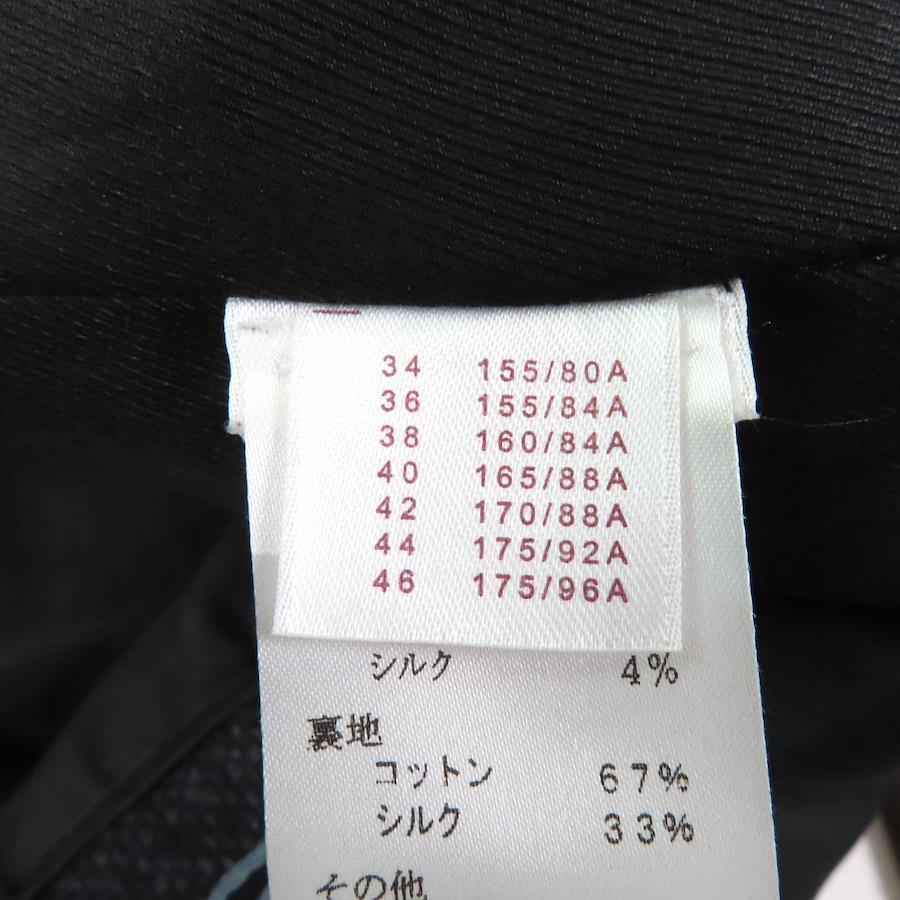 34 155/80A
36 155/84A
38 160/84A
40 165/88A
42 170/88A
44 175/92A
46 175/96A
シルク 4%
裏地
コットン 67%
シルク 33%
その他